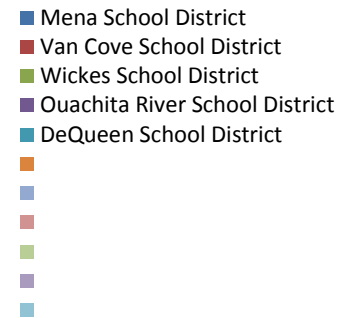 Mena School District
Van Cove School District
Wickes School District
Ouachita River School District
DeQueen School District